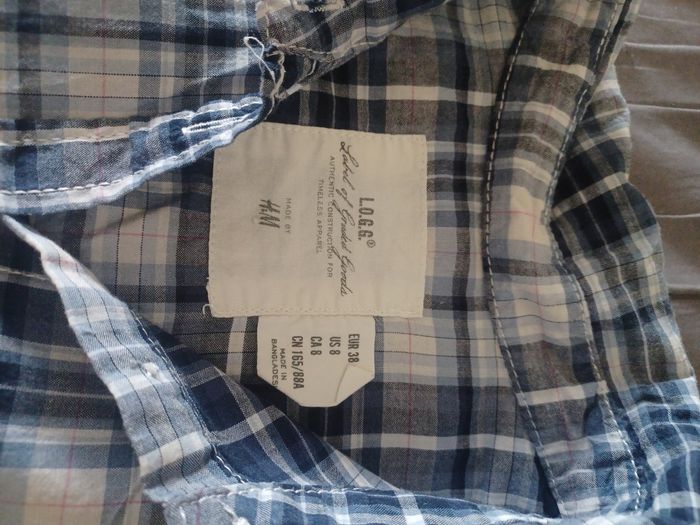 L.O.G.G.®
Label of Graded Goods
AUTHENTIC CONSTRUCTION FOR
TIMELESS APPAREL
MADE BY
H&M
EUR 38
US 8
CA 8
CN 165/88A
MADE IN
BANGLADES